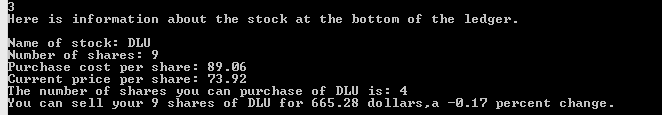 3
Here is information about the stock at the bottom of the ledger.
Name of stock: DLU
Number of shares: 9
Purchase cost per share: 89.06
Current price per share: 73.92
The number of shares you can purchase of DLU is: 4
You can sell your 9 shares of DLU for 665.28 dollars,a -0.17 percent change.